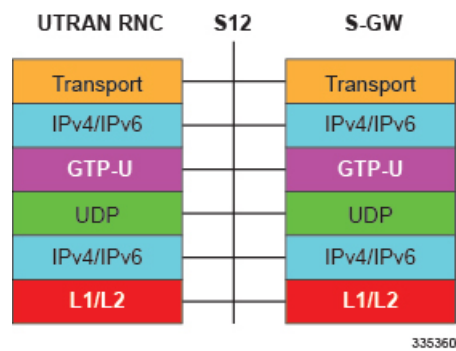 UTRAN RNC S12 S-GW
Transport Transport
IPv4/IPv6 IPv4/IPv6
GTP-U GTP-U
UDP UDP
IPv4/IPv6 IPv4/IPv6
L1/L2 L1/L2
335360